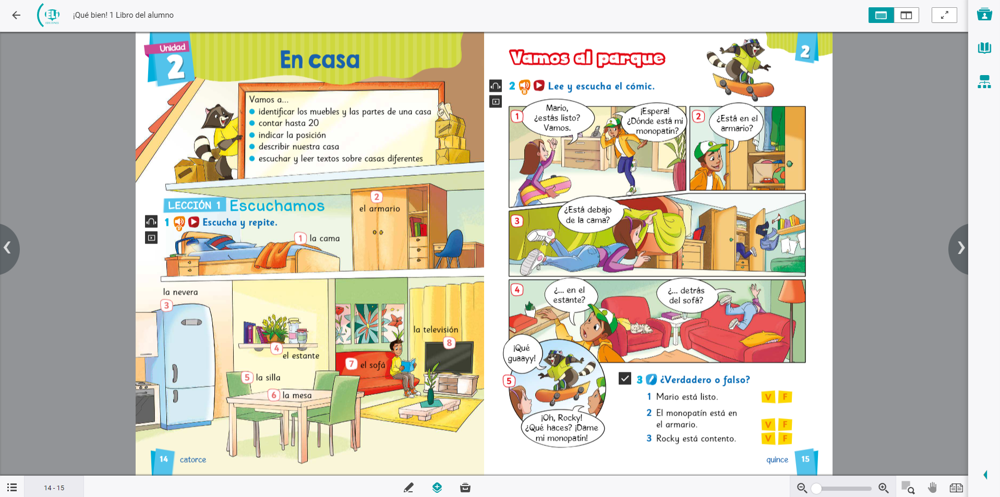 ELI
EDICIONES
¡Qué bien! 1 Libro del alumno
Unidad
2
En casa
Vamos a...
identificar los muebles y las partes de una casa
contar hasta 20
indicar la posición
describir nuestra casa
escuchar y leer textos sobre casas diferentes
LECCIÓN 1 Escuchamos
1 17 Escucha y repite.
1 la cama
2
el armario
la nevera
3
4
el estante
5 la silla
6 la mesa
7 el sofá
la televisión
8
14 catorce
Vamos al parque
2
2 18 Lee y escucha el cómic.
1
Mario,
¿estás listo?
Vamos.
¡Espera!
¿Dónde está mi
monopatín?
2
¿Está en el
armario?
3
¿Está debajo
de la cama?
4
¿... en el
estante?
¿... detrás
del sofá?
5
¡Qué
guaayy!
¡Oh, Rocky!
¿Qué haces? ¡Dame
mi monopatín!
3 ¿Verdadero o falso?
1 Mario está listo. V F
2 El monopatín está en
el armario. V F
3 Rocky está contento. V F
quince 15
14 - 15